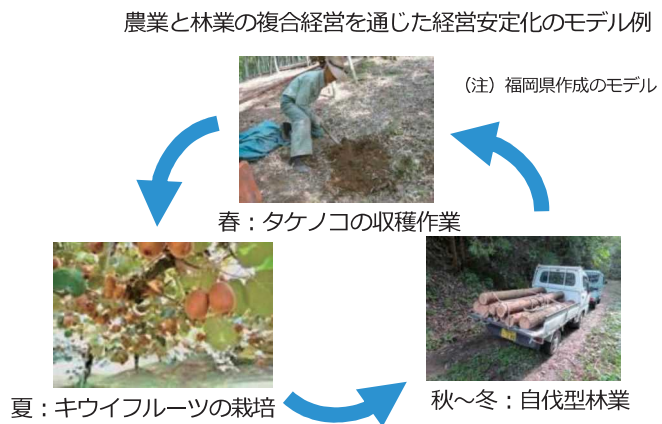 農業と林業の複合経営を通じた経営安定化のモデル例
（注）福岡県作成のモデル
春：タケノコの収穫作業
夏：キウイフルーツの栽培
秋～冬：自伐型林業